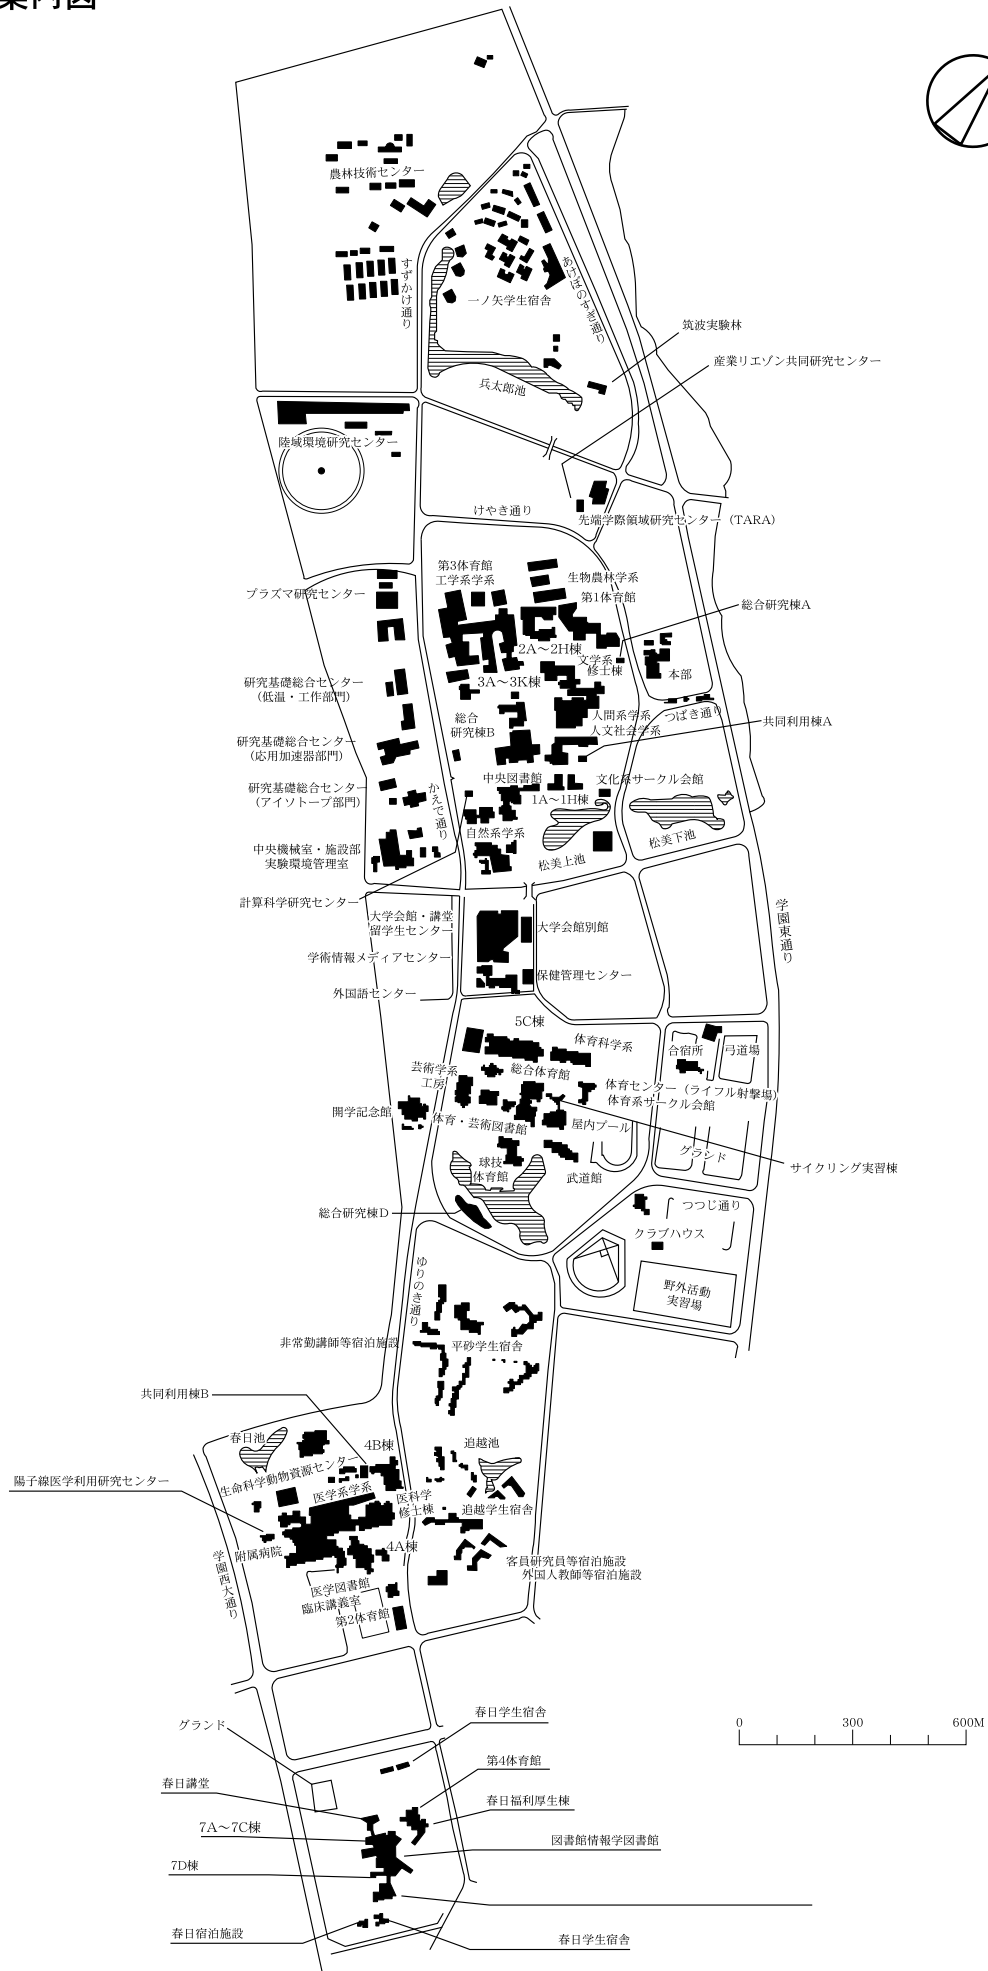 案内図
農林技術センター
すずかけ通り
あけぼのすぎ通り
一ノ矢学生宿舎
筑波実験林
産業リエゾン共同研究センター
兵太郎池
陸域環境研究センター
けやき通り
先端学際領域研究センター（TARA）
第3体育館
工学系学系
生物農林学系
プラズマ研究センター
第1体育館
総合研究棟A
2A～2H棟
文学系
修士棟
本部
3A～3K棟
研究基礎総合センター
（低温・工作部門）
総合
研究棟B
人間系学系
人文社会学系
つばき通り
共同利用棟A
研究基礎総合センター
（応用加速器部門）
中央図書館
文化系サークル会館
研究基礎総合センター
（アイソトープ部門）
かえで通り
1A～1H棟
自然系学系
松美上池
松美下池
中央機械室・施設部
実験環境管理室
計算科学研究センター
学園東通り
大学会館・講堂
留学生センター
大学会館別館
学術情報メディアセンター
保健管理センター
外国語センター
5C棟
体育科学系
合宿所
弓道場
芸術学系
工房
総合体育館
体育センター（ライフル射撃場）
体育系サークル会館
開学記念館
体育・芸術図書館
屋内プール
グランド
球技
体育館
武道館
サイクリング実習棟
総合研究棟D
つつじ通り
クラブハウス
ゆりのき通り
野外活動
実習場
非常勤講師等宿泊施設
平砂学生宿舎
共同利用棟B
春日池
4B棟
追越池
生命科学動物資源センター
陽子線医学利用研究センター
医学系学系
医科学
修士棟
追越学生宿舎
附属病院
4A棟
学園西大通り
客員研究員等宿泊施設
外国人教師等宿泊施設
医学図書館
臨床講義室
第2体育館
グランド
春日学生宿舎
0 300 600M
第4体育館
春日講堂
春日福利厚生棟
7A～7C棟
図書館情報学図書館
7D棟
春日宿泊施設
春日学生宿舎